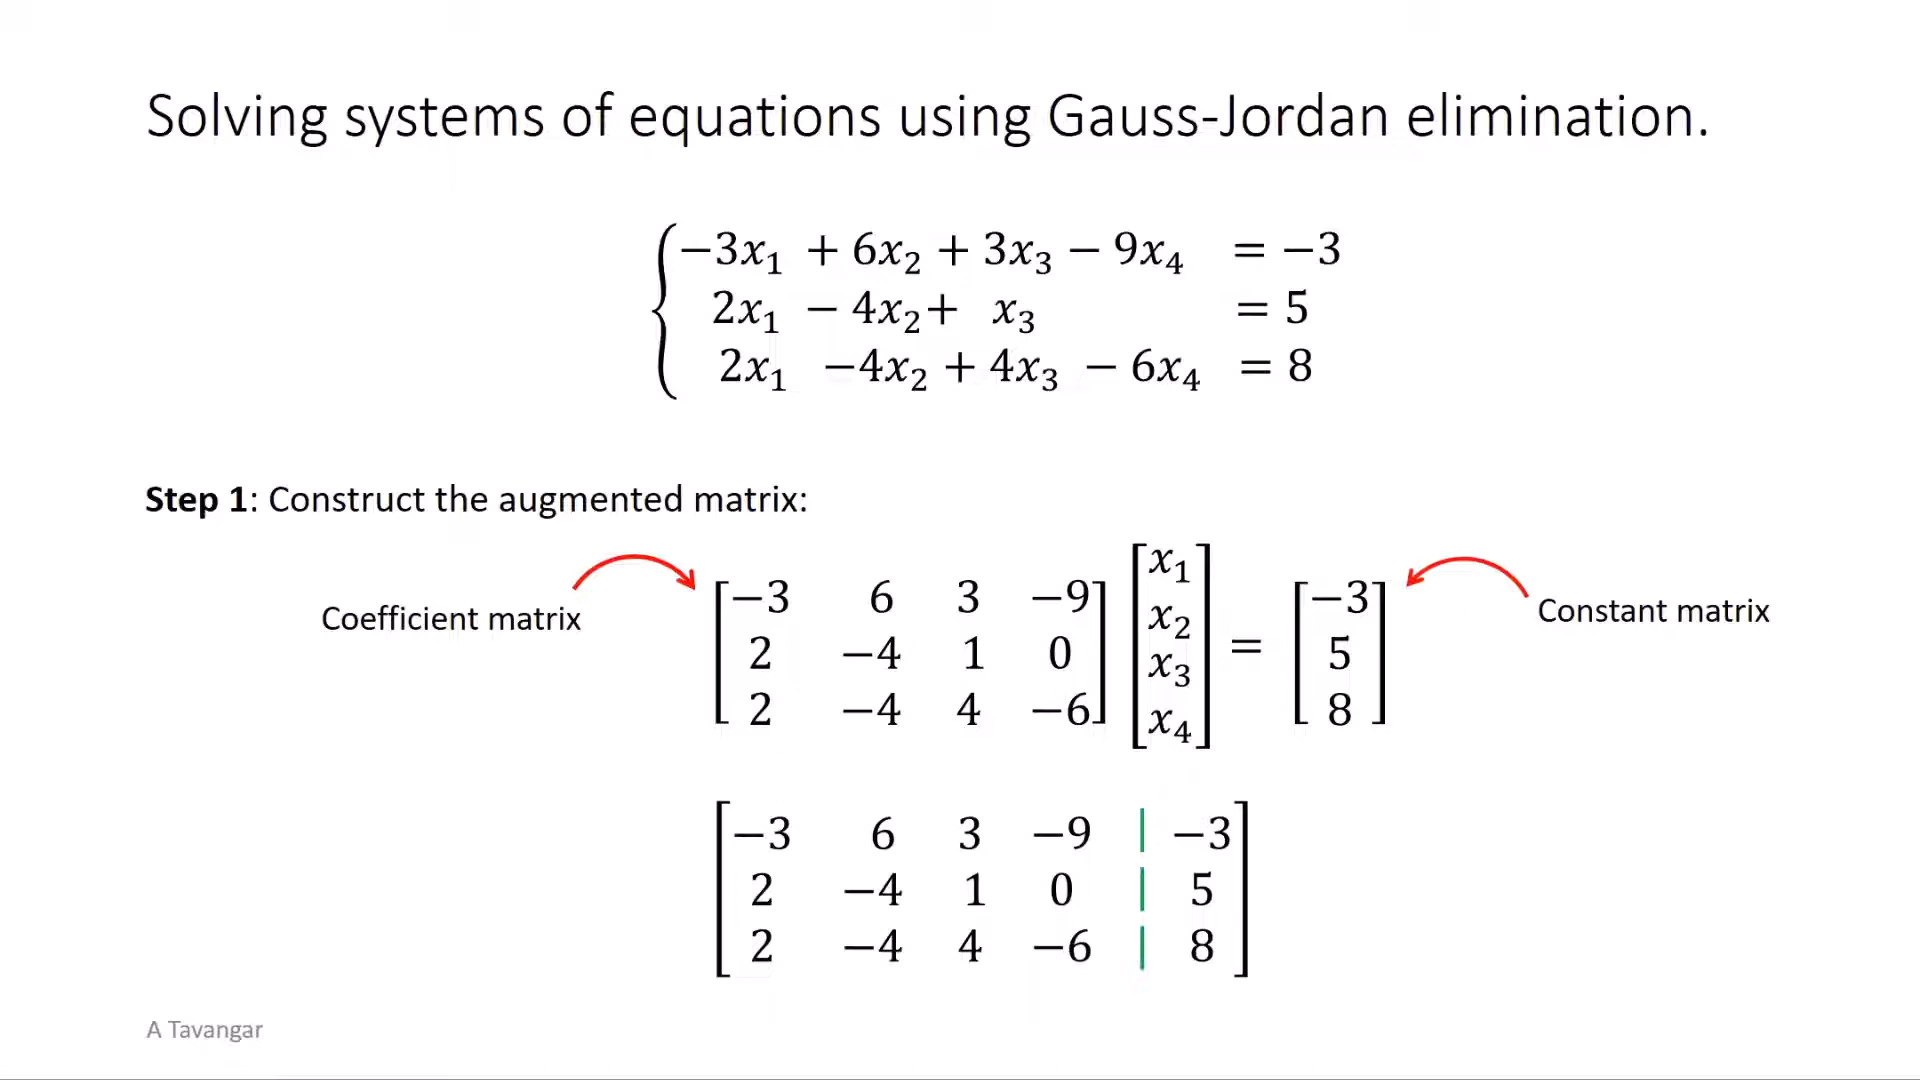 Solving systems of equations using Gauss-Jordan elimination.
−3x₁ + 6x₂ + 3x₃ − 9x₄ = −3
2x₁ − 4x₂+ x₃ = 5
2x₁ −4x₂ + 4x₃ − 6x₄ = 8
Step 1: Construct the augmented matrix:
Coefficient matrix
−3 6 3 −9
2 −4 1 0
2 −4 4 −6
x₁
x₂
x₃
x₄
=
−3
5
8
Constant matrix
−3 6 3 −9 | −3
2 −4 1 0 | 5
2 −4 4 −6 | 8
A Tavangar